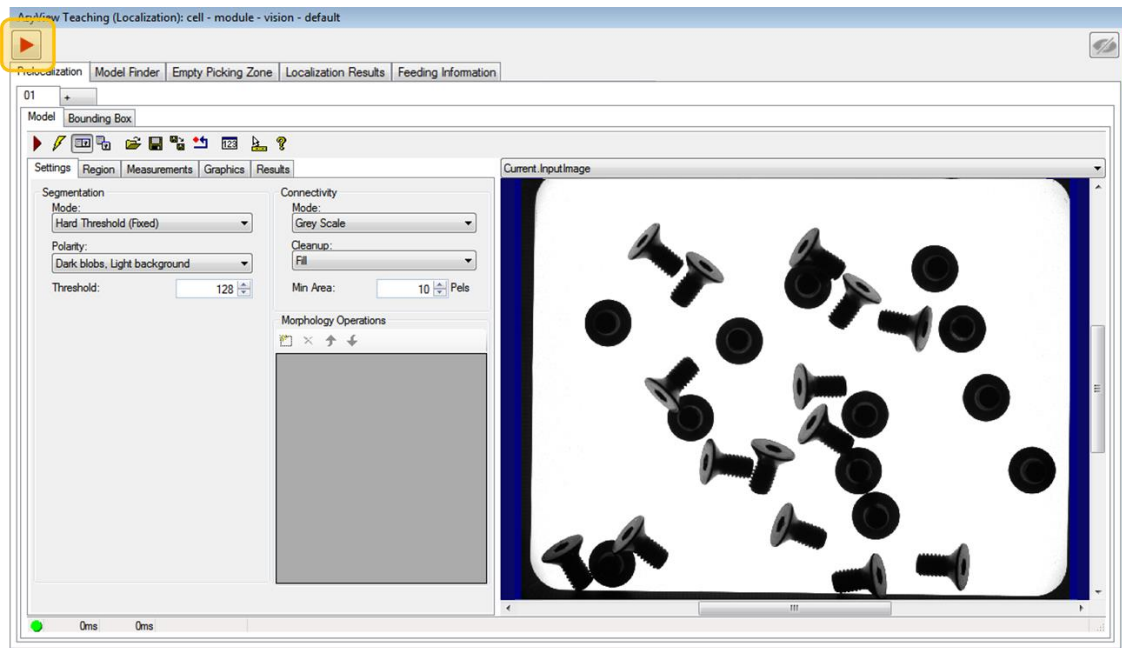 AsyView Teaching (Localization): cell - module - vision - default
Prelocalization Model Finder Empty Picking Zone Localization Results Feeding Information
01 +
Model Bounding Box
123
Settings Region Measurements Graphics Results
Current.InputImage
Segmentation
Mode:
Hard Threshold (Fixed)
Polarity:
Dark blobs, Light background
Threshold: 128
Connectivity
Mode:
Grey Scale
Cleanup:
Fill
Min Area: 10 Pels
Morphology Operations
0ms 0ms